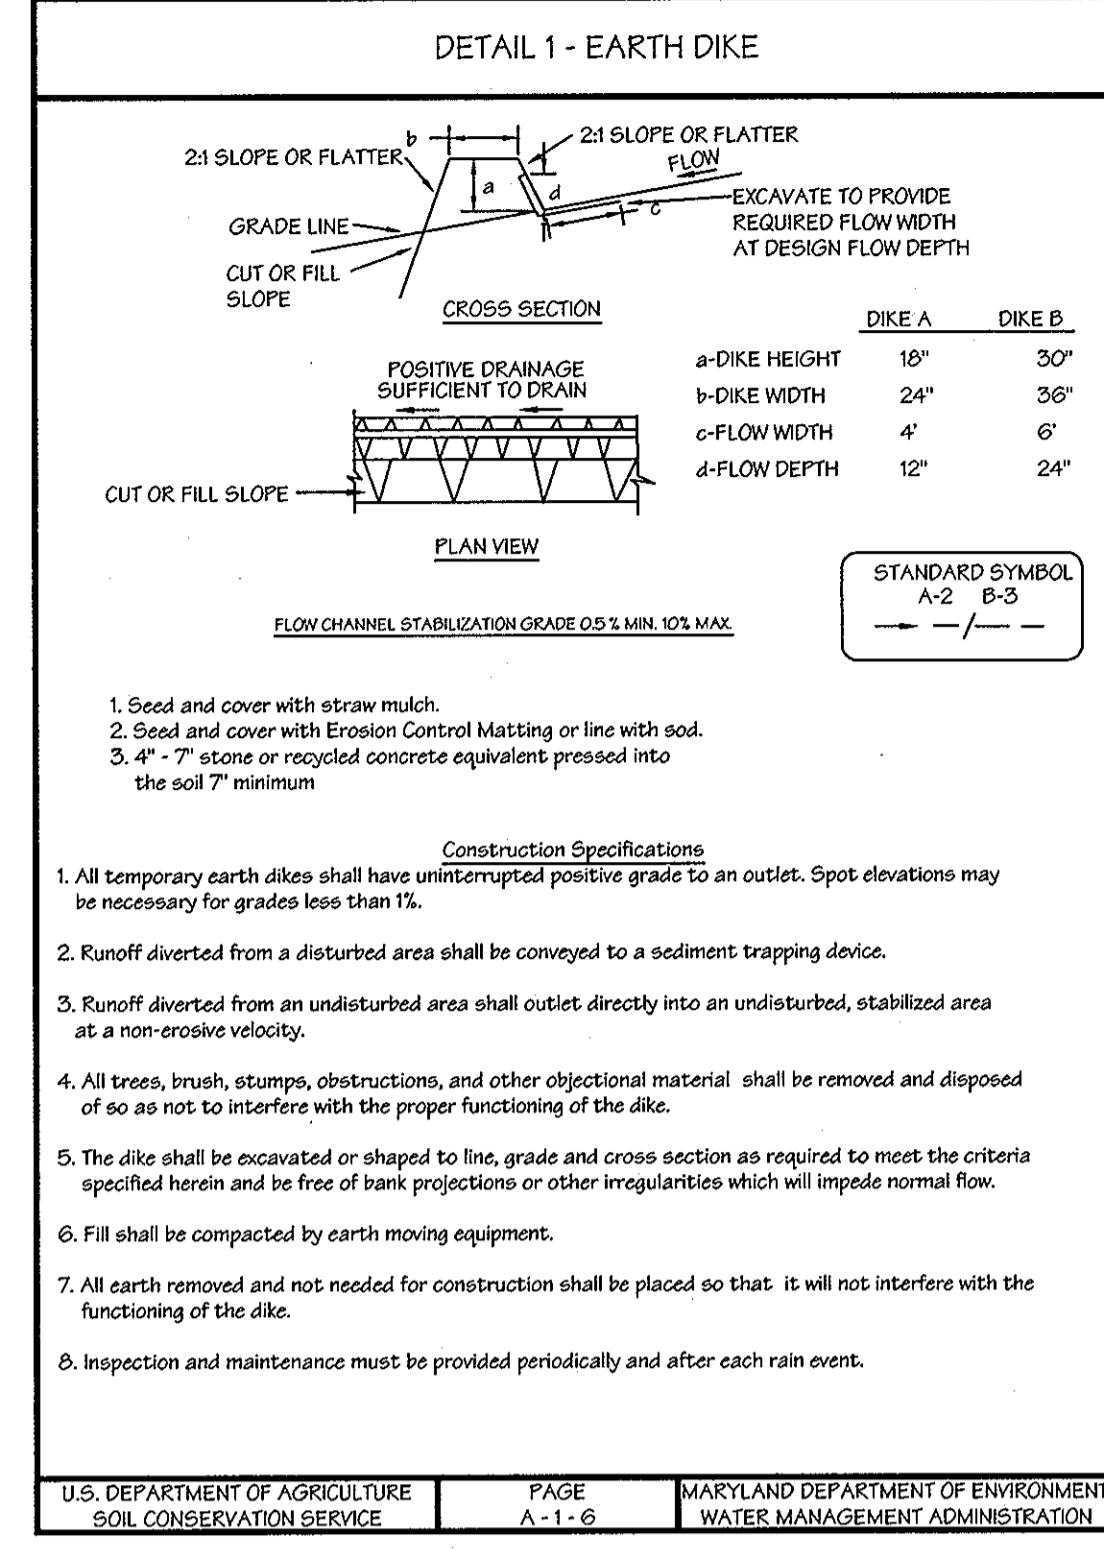 DETAIL 1 - EARTH DIKE
b
2:1 SLOPE OR FLATTER
2:1 SLOPE OR FLATTER
FLOW
a
d
c
EXCAVATE TO PROVIDE
REQUIRED FLOW WIDTH
AT DESIGN FLOW DEPTH
GRADE LINE
CUT OR FILL
SLOPE
CROSS SECTION
DIKE A DIKE B
a-DIKE HEIGHT 18" 30"
b-DIKE WIDTH 24" 36"
c-FLOW WIDTH 4' 6'
d-FLOW DEPTH 12" 24"
POSITIVE DRAINAGE
SUFFICIENT TO DRAIN
CUT OR FILL SLOPE
PLAN VIEW
STANDARD SYMBOL
A-2 B-3
FLOW CHANNEL STABILIZATION GRADE 0.5% MIN. 10% MAX.
1. Seed and cover with straw mulch.
2. Seed and cover with Erosion Control Matting or line with sod.
3. 4" - 7" stone or recycled concrete equivalent pressed into
the soil 7" minimum
Construction Specifications
1. All temporary earth dikes shall have uninterrupted positive grade to an outlet. Spot elevations may
be necessary for grades less than 1%.
2. Runoff diverted from a disturbed area shall be conveyed to a sediment trapping device.
3. Runoff diverted from an undisturbed area shall outlet directly into an undisturbed, stabilized area
at a non-erosive velocity.
4. All trees, brush, stumps, obstructions, and other objectional material shall be removed and disposed
of so as not to interfere with the proper functioning of the dike.
5. The dike shall be excavated or shaped to line, grade and cross section as required to meet the criteria
specified herein and be free of bank projections or other irregularities which will impede normal flow.
6. Fill shall be compacted by earth moving equipment.
7. All earth removed and not needed for construction shall be placed so that it will not interfere with the
functioning of the dike.
8. Inspection and maintenance must be provided periodically and after each rain event.
U.S. DEPARTMENT OF AGRICULTURE
SOIL CONSERVATION SERVICE
PAGE
A - 1 - 6
MARYLAND DEPARTMENT OF ENVIRONMENT
WATER MANAGEMENT ADMINISTRATION